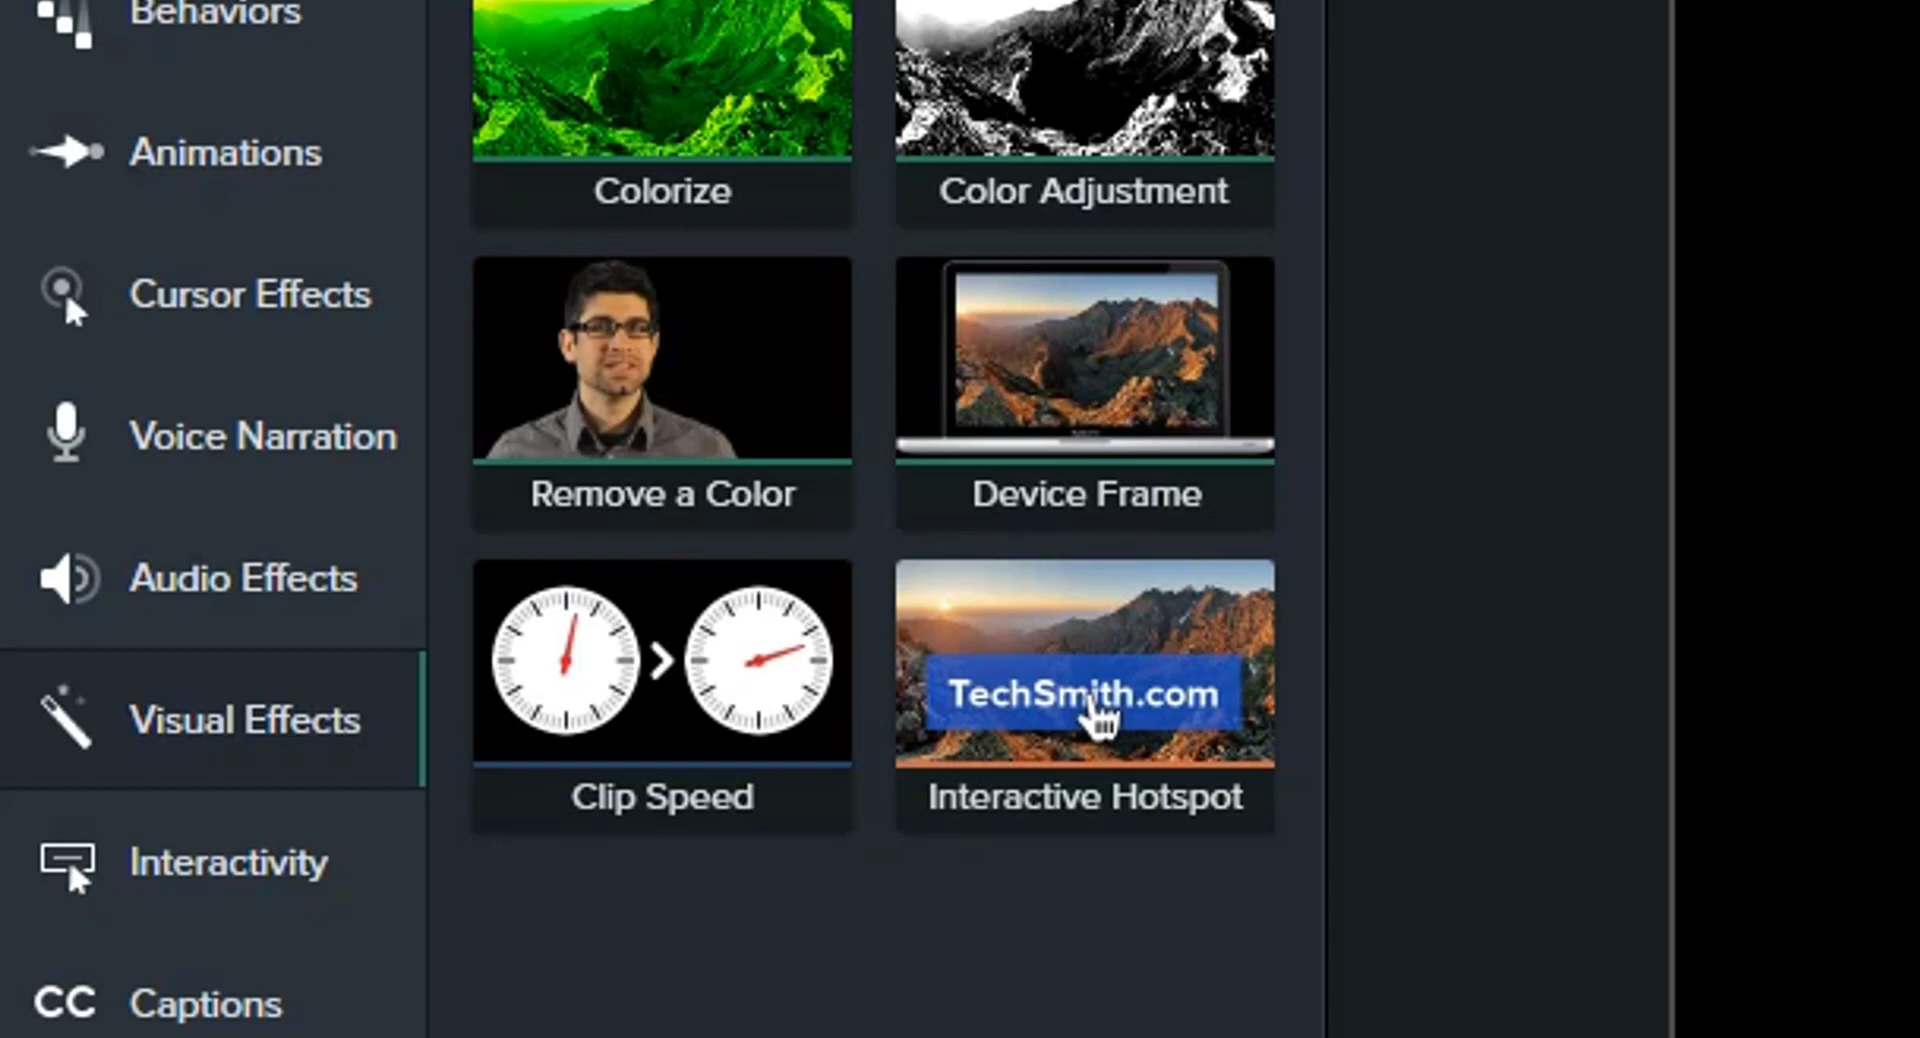 Behaviors
Animations
Cursor Effects
Voice Narration
Audio Effects
Visual Effects
Interactivity
CC Captions
Colorize
Color Adjustment
Remove a Color
Device Frame
TechSmith.com
Clip Speed
Interactive Hotspot